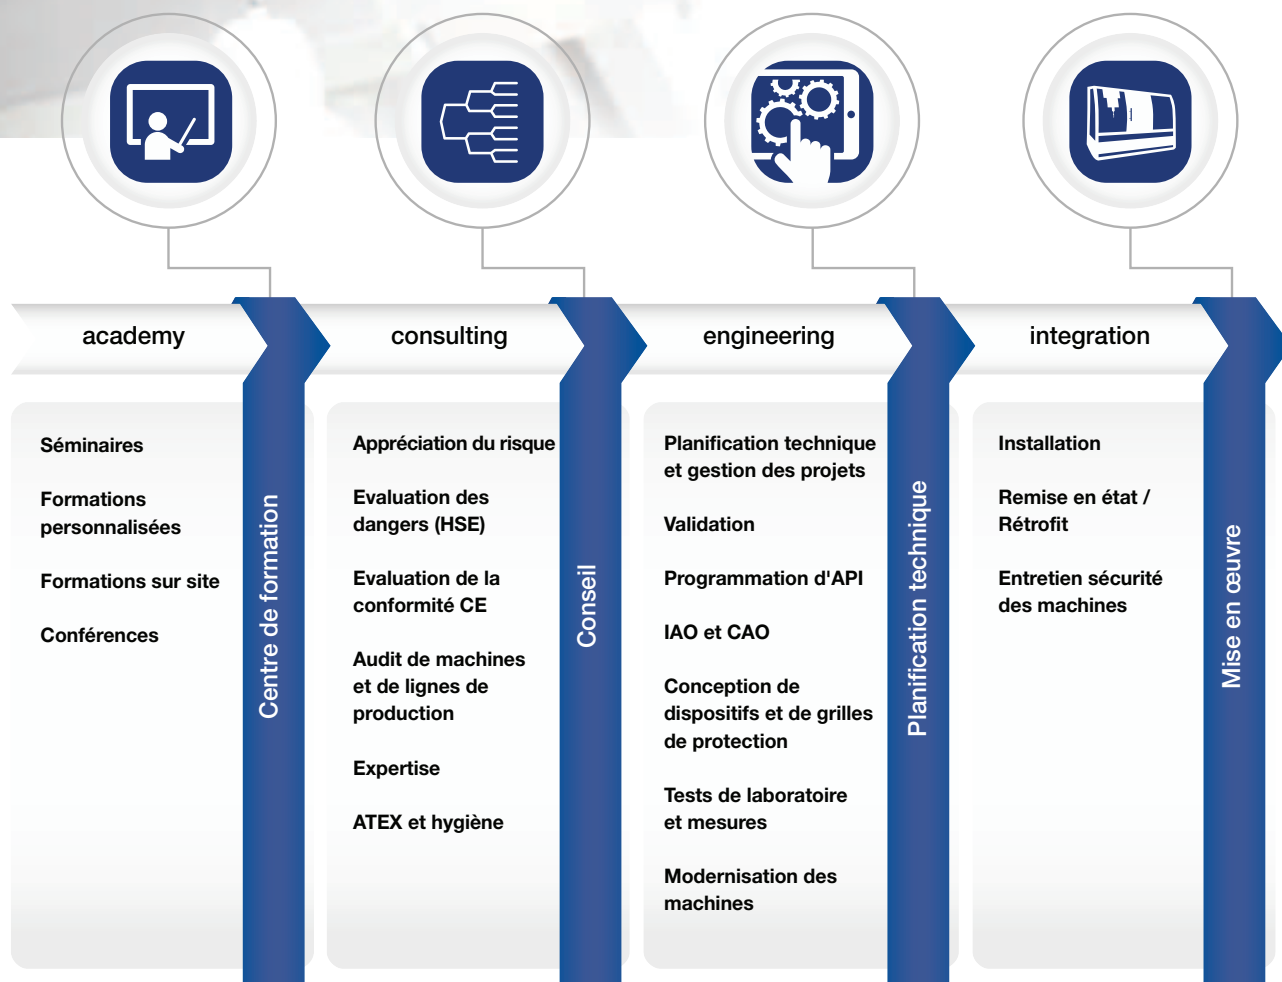 academy
Séminaires
Formations
personnalisées
Formations sur site
Conférences
Centre de formation
consulting
Appréciation du risque
Evaluation des
dangers (HSE)
Evaluation de la
conformité CE
Audit de machines
et de lignes de
production
Expertise
ATEX et hygiène
Conseil
engineering
Planification technique
et gestion des projets
Validation
Programmation d'API
IAO et CAO
Conception de
dispositifs et de grilles
de protection
Tests de laboratoire
et mesures
Modernisation des
machines
Planification technique
integration
Installation
Remise en état /
Rétrofit
Entretien sécurité
des machines
Mise en œuvre